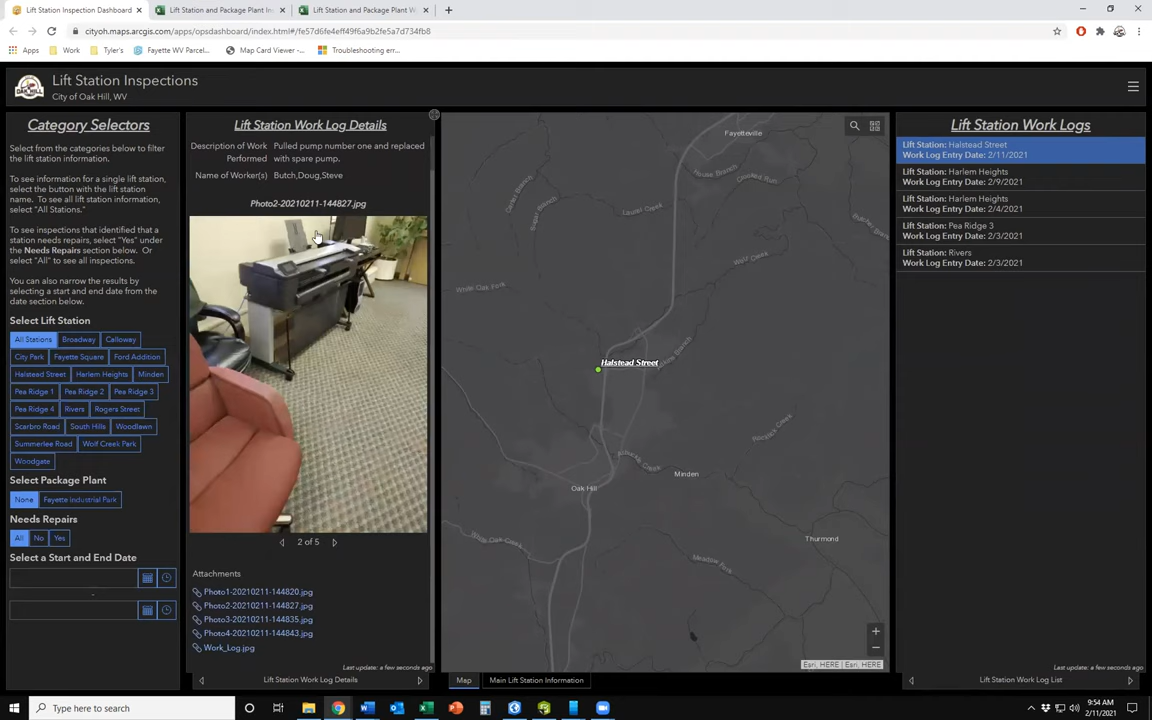 Lift Station Inspection Dashboard
Lift Station and Package Plant In
Lift Station and Package Plant W
cityoh.maps.arcgis.com/apps/opsdashboard/index.html#/fe57d6fe4eff49f6a9b2fe5a7d734fb8
Apps
Work
Tyler's
Fayette WV Parcel...
Map Card Viewer -...
Troubleshooting err...
Lift Station Inspections
City of Oak Hill, WV
Category Selectors
Select from the categories below to filter
the lift station information.
To see information for a single lift station,
select the button with the lift station
name. To see all lift station information,
select "All Stations."
To see inspections that identified that a
station needs repairs, select "Yes" under
the Needs Repairs section below. Or
select "All" to see all inspections.
You can also narrow the results by
selecting a start and end date from the
date section below.
Select Lift Station
All Stations
Broadway
Calloway
City Park
Fayette Square
Ford Addition
Halstead Street
Harlem Heights
Minden
Pea Ridge 1
Pea Ridge 2
Pea Ridge 3
Pea Ridge 4
Rivers
Rogers Street
Scarbro Road
South Hills
Woodlawn
Summerlee Road
Wolf Creek Park
Woodgate
Select Package Plant
None
Fayette Industrial Park
Needs Repairs
All
No
Yes
Select a Start and End Date
-
Lift Station Work Log Details
Description of Work Performed
Pulled pump number one and replaced
with spare pump.
Name of Worker(s)
Butch,Doug,Steve
Photo2-20210211-144827.jpg
2 of 5
Attachments
Photo1-20210211-144820.jpg
Photo2-20210211-144827.jpg
Photo3-20210211-144835.jpg
Photo4-20210211-144843.jpg
Work_Log.jpg
Last update: a few seconds ago
Lift Station Work Log Details
Fayetteville
House Branch
Laurel Creek
Wolf Creek
White Oak Fork
Halstead Street
Arbuckle Creek
Minden
Oak Hill
White Oak Creek
Thurmond
Meadow Fork
Esri, HERE | Esri, HERE
Map
Main Lift Station Information
Lift Station Work Logs
Lift Station: Halstead Street
Work Log Entry Date: 2/11/2021
Lift Station: Harlem Heights
Work Log Entry Date: 2/9/2021
Lift Station: Harlem Heights
Work Log Entry Date: 2/4/2021
Lift Station: Pea Ridge 3
Work Log Entry Date: 2/3/2021
Lift Station: Rivers
Work Log Entry Date: 2/3/2021
Last update: a few seconds ago
Lift Station Work Log List
Type here to search
9:54 AM
2/11/2021